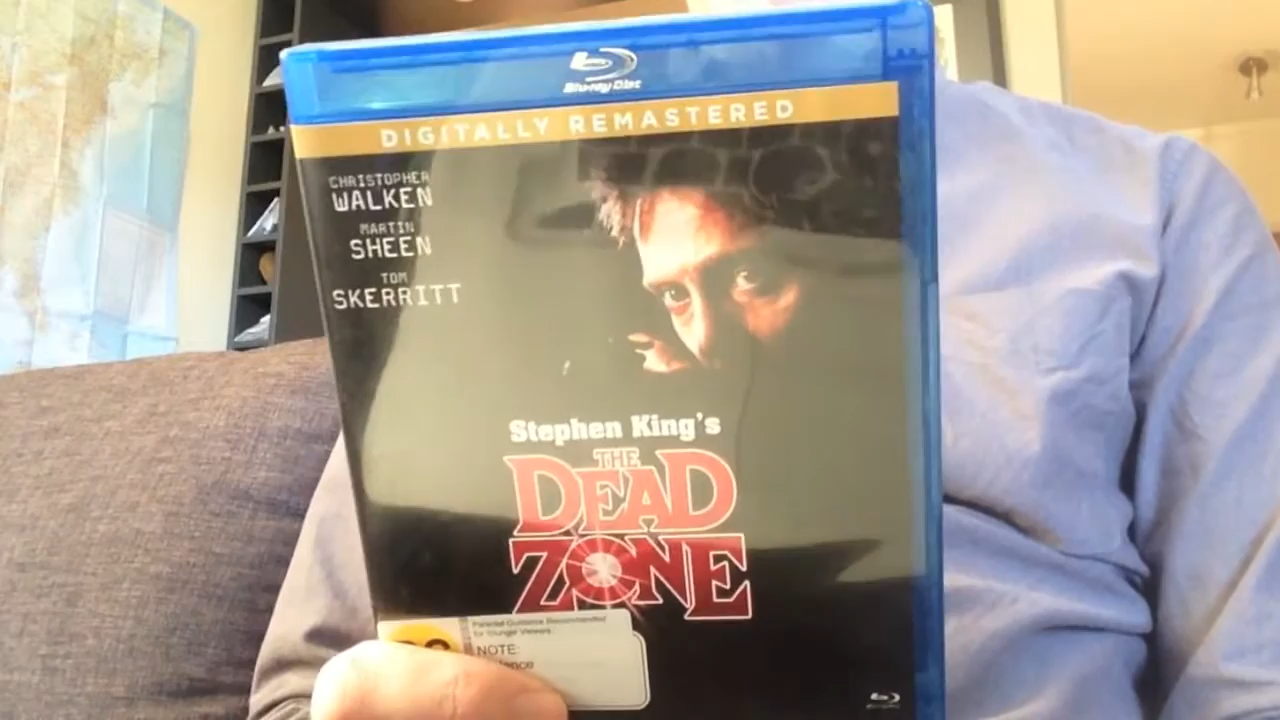 Blu-ray Disc
DIGITALLY REMASTERED
CHRISTOPHER
WALKEN
MARTIN
SHEEN
TOM
SKERRITT
Stephen King's
THE
DEAD
ZONE
Parental Guidance Recommended
for Younger Viewers
NOTE: